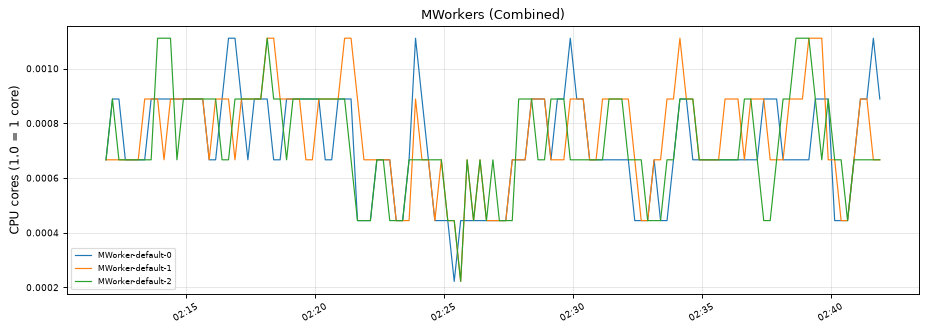 MWorkers (Combined)
CPU cores (1.0 = 1 core)
0.0010
0.0008
0.0006
0.0004
0.0002
MWorker-default-0
MWorker-default-1
MWorker-default-2
02:15
02:20
02:25
02:30
02:35
02:40